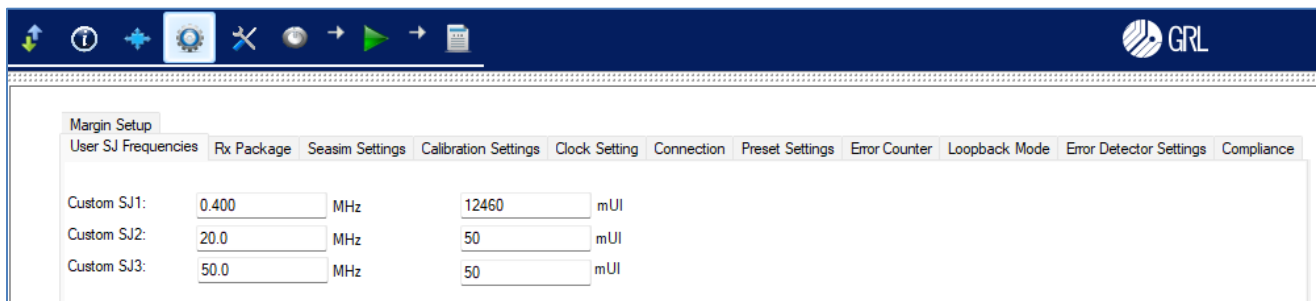 GRL
Margin Setup
User SJ Frequencies Rx Package Seasim Settings Calibration Settings Clock Setting Connection Preset Settings Error Counter Loopback Mode Error Detector Settings Compliance
Custom SJ1: 0.400 MHz 12460 mUI
Custom SJ2: 20.0 MHz 50 mUI
Custom SJ3: 50.0 MHz 50 mUI